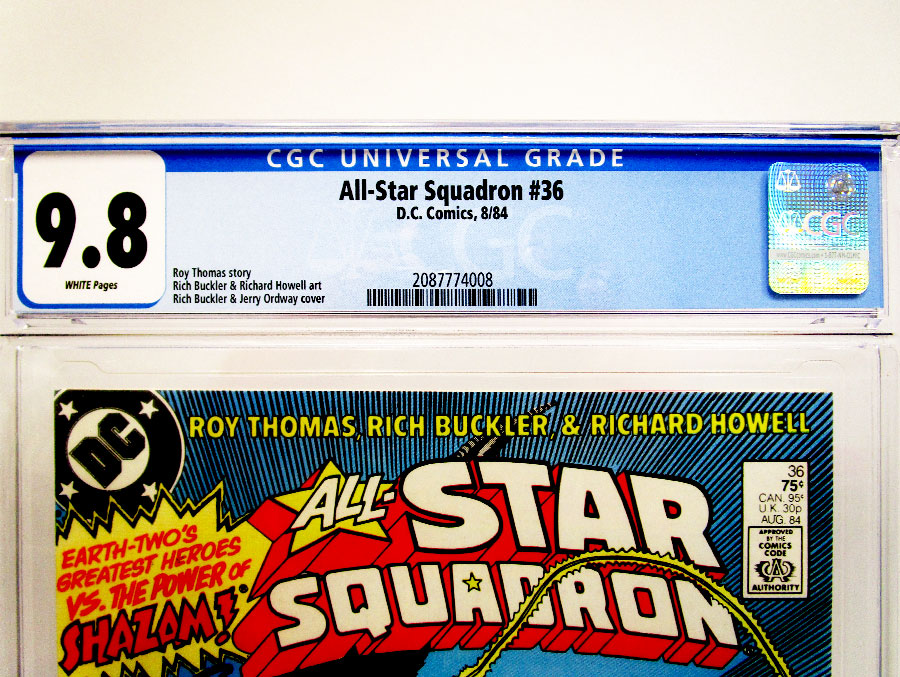 CGC UNIVERSAL GRADE
9.8
WHITE Pages
All-Star Squadron #36
D.C. Comics, 8/84
Roy Thomas story
Rich Buckler & Richard Howell art
Rich Buckler & Jerry Ordway cover
2087774008
CGC
DC
ROY THOMAS, RICH BUCKLER, & RICHARD HOWELL
ALL-STAR
SQUADRON
EARTH-TWO'S
GREATEST HEROES
VS. THE POWER OF
SHAZAM!
36
75¢
CAN. 95¢
U.K. 30p
AUG. 84
APPROVED
BY THE
COMICS
CODE
CA
AUTHORITY